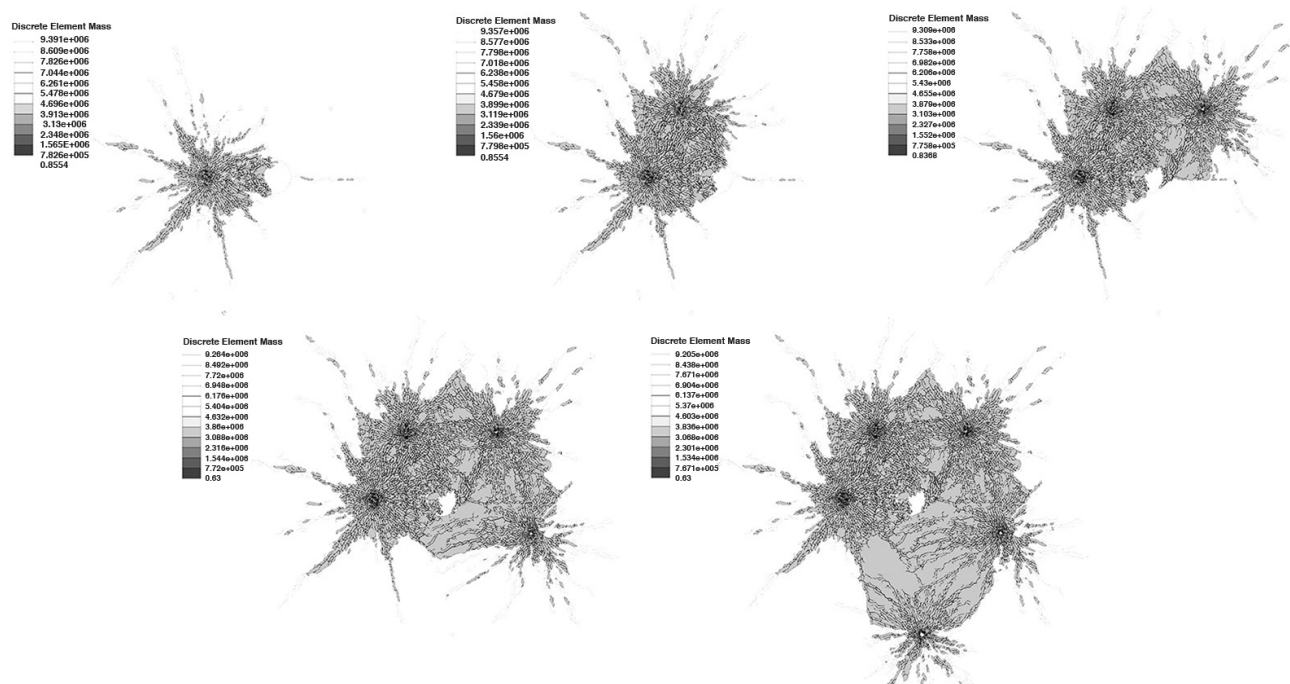 Discrete Element Mass
9.391e+006
8.609e+006
7.826e+006
7.044e+006
6.261e+006
5.478e+006
4.696e+006
3.913e+006
3.13e+006
2.348e+006
1.565E+006
7.826e+005
0.8554
Discrete Element Mass
9.357e+006
8.577e+006
7.798e+006
7.018e+006
6.238e+006
5.458e+006
4.679e+006
3.899e+006
3.119e+006
2.339e+006
1.56e+006
7.798e+005
0.8554
Discrete Element Mass
9.309e+006
8.533e+006
7.758e+006
6.982e+006
6.206e+006
5.43e+006
4.655e+006
3.879e+006
3.103e+006
2.327e+006
1.552e+006
7.758e+005
0.8368
Discrete Element Mass
9.264e+006
8.492e+006
7.72e+006
6.948e+006
6.176e+006
5.404e+006
4.632e+006
3.86e+006
3.088e+006
2.316e+006
1.544e+006
7.72e+005
0.63
Discrete Element Mass
9.205e+006
8.438e+006
7.671e+006
6.904e+006
6.137e+006
5.37e+006
4.603e+006
3.836e+006
3.068e+006
2.301e+006
1.534e+006
7.671e+005
0.63